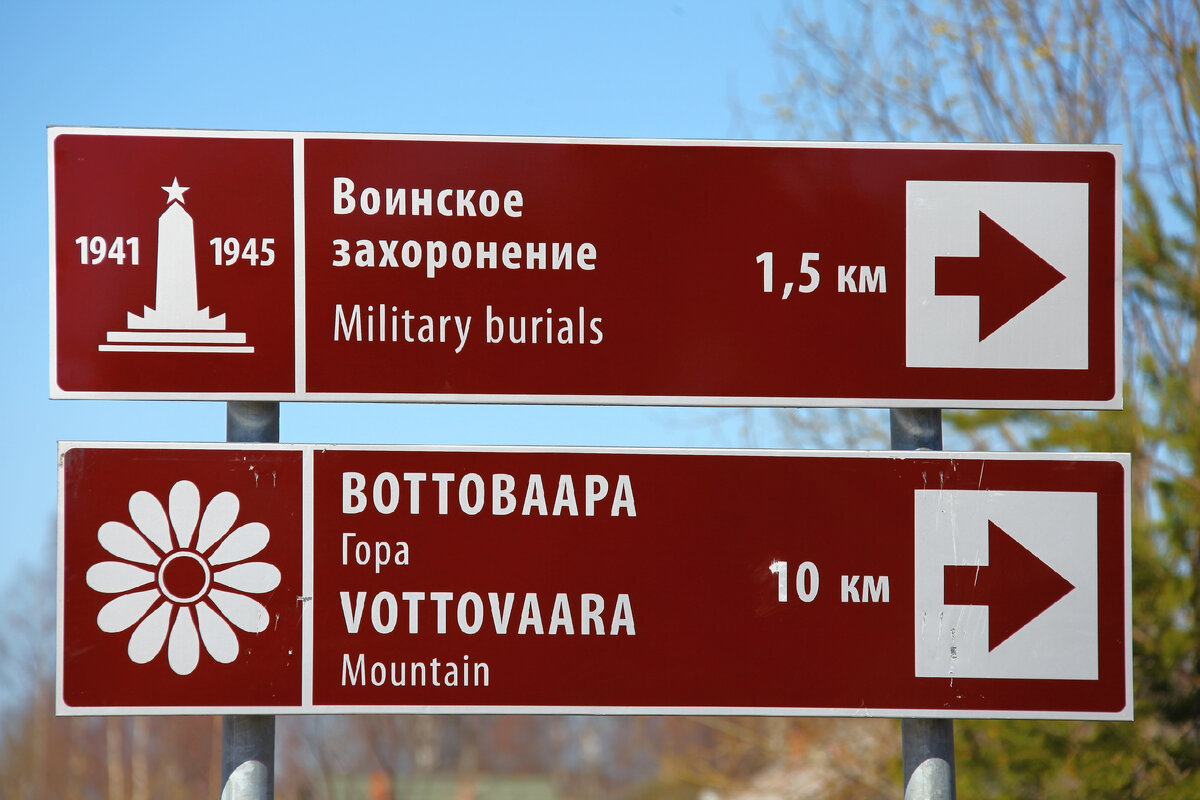 1941 1945
Воинское
захоронение
Military burials
1,5 км
ВОТТОВААРА
Гора
VOTTOVAARA
Mountain
10 км